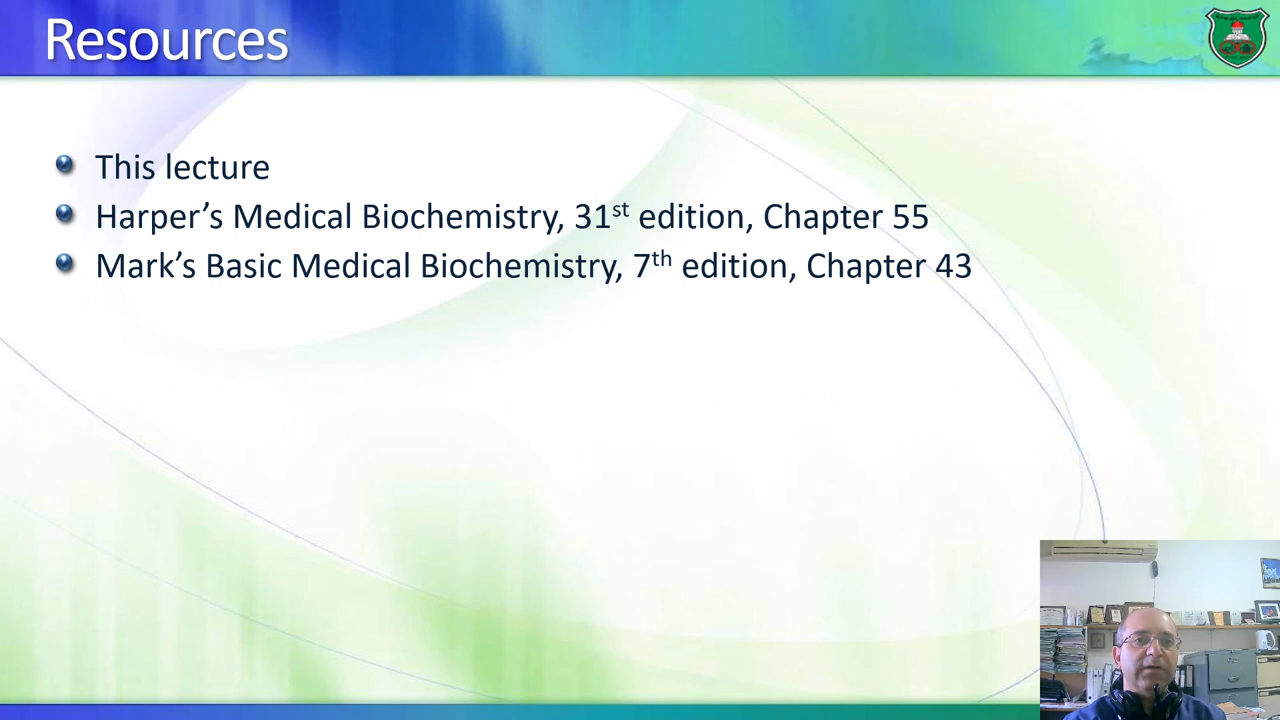 Resources
This lecture
Harper’s Medical Biochemistry, 31st edition, Chapter 55
Mark’s Basic Medical Biochemistry, 7th edition, Chapter 43